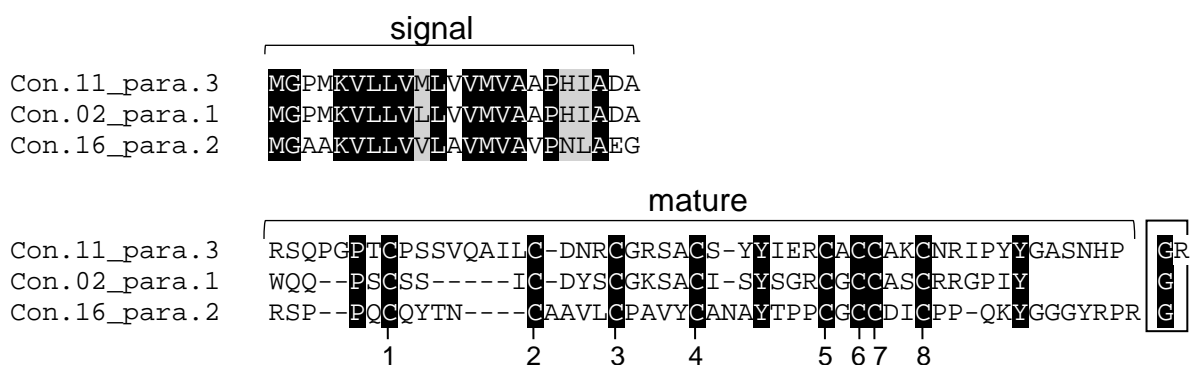 signal
Con.11_para.3 MGPMKVLLVMLVVMVAAPHIADA
Con.02_para.1 MGPMKVLLVLLVVMVAAPHIADA
Con.16_para.2 MGAAKVLLVVLAVMVAVPNLAEG
mature
Con.11_para.3 RSQPGPTCPSSVQAILC-DNRCGRSACS-YYIERCACCAKCNRIPYYGASNHP GR
Con.02_para.1 WQQ--PSCSS-----IC-DYSCGKSACI-SYSGRCGCCASCRRGPIY G
Con.16_para.2 RSP--PQCQYTN----CAAVLCPAVYCANAYTPPCGCCDICPP-QKYGGGYRPR G
1 2 3 4 5 6 7 8